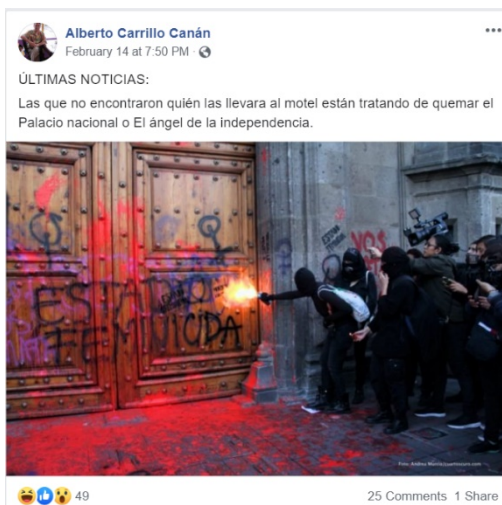 Alberto Carrillo Canán
February 14 at 7:50 PM ·
ÚLTIMAS NOTICIAS:
Las que no encontraron quién las llevara al motel están tratando de quemar el
Palacio nacional o El ángel de la independencia.
ESTADO
FEMINICIDA
ESTADO
VOS
49
25 Comments 1 Share